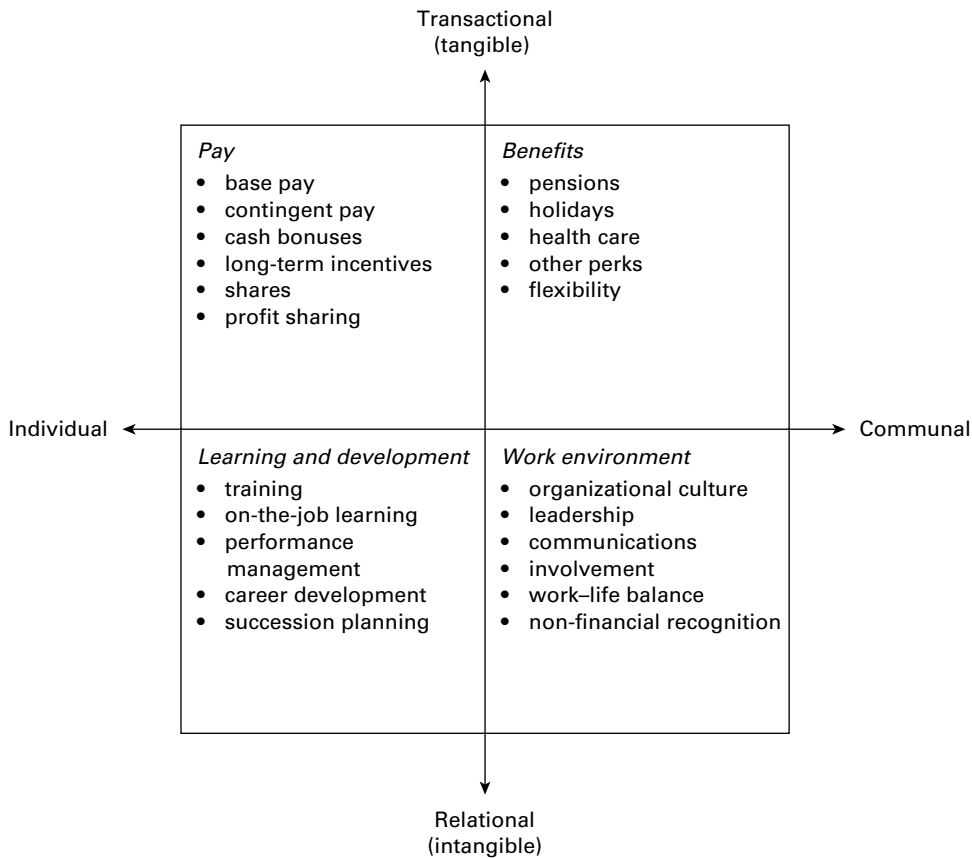 Transactional
(tangible)
Pay
• base pay
• contingent pay
• cash bonuses
• long-term incentives
• shares
• profit sharing
Benefits
• pensions
• holidays
• health care
• other perks
• flexibility
Individual
Communal
Learning and development
• training
• on-the-job learning
• performance
management
• career development
• succession planning
Work environment
• organizational culture
• leadership
• communications
• involvement
• work–life balance
• non-financial recognition
Relational
(intangible)